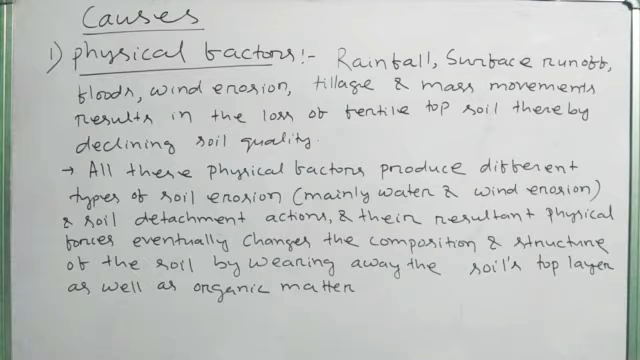 Causes
1) Physical factors:- Rainfall, Surface runoff,
floods, wind erosion, tillage & mass movements
results in the loss of fertile top soil thereby
declining soil quality.
→ All these physical factors produce different
types of soil erosion (mainly water & wind erosion)
& soil detachment actions, & their resultant physical
forces eventually changes the composition & structure
of the soil by wearing away the soil's top layer
as well as organic matter